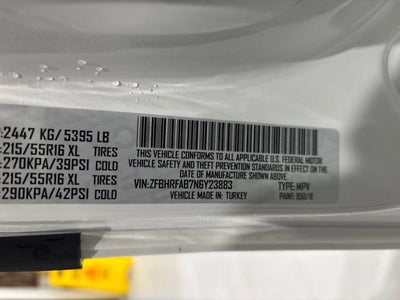 :2447 KG/ 5395 LB
:215/55R16 XL TIRES
:270KPA/39PSI COLD
:215/55R16 XL TIRES
:290KPA/42PSI COLD
THIS VEHICLE CONFORMS TO ALL APPLICABLE U.S. FEDERAL MOTOR
VEHICLE SAFETY AND THEFT PREVENTION STANDARDS IN EFFECT ON THE
DATE OF MANUFACTURE SHOWN ABOVE.
VIN:ZFBHRFAB7N6Y23883 TYPE: MPV
VEHICLE MADE IN: TURKEY PAINT: 850/B